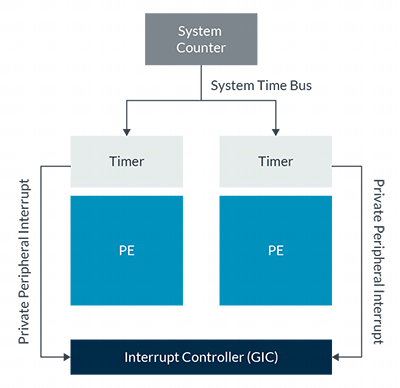 System
Counter
System Time Bus
Timer
Timer
Private Peripheral Interrupt
PE
PE
Private Peripheral Interrupt
Interrupt Controller (GIC)